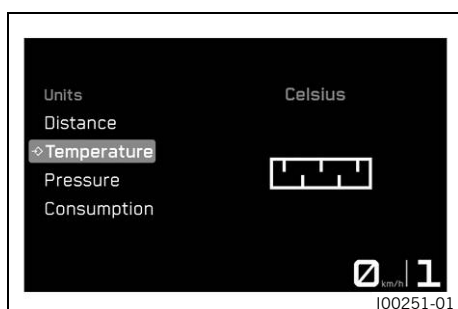 Units
Celsius
Distance
Temperature
Pressure
Consumption
0 km/h 1
I00251-01